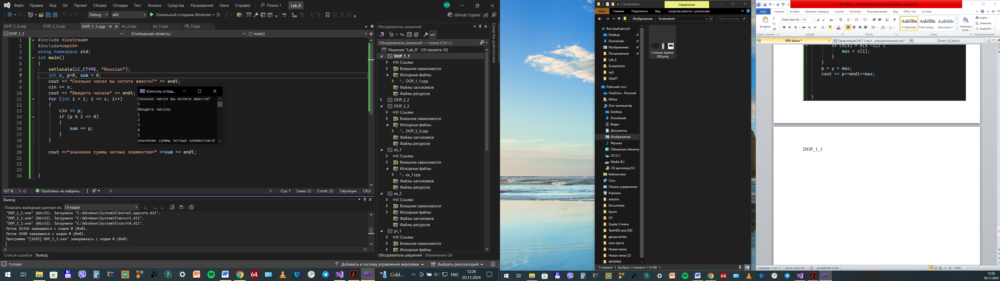 Файл Правка Вид Git Проект Сборка Отладка Тест Анализ Средства Расширения Окно Справка Поиск Lab_8 МБ
Debug x64 Локальный отладчик Windows GitHub Copilot
DOP_3_3.cpp DOP_2_2.cpp DOP_1_1.cpp ex_2.cpp ex_1.cpp PR_3.cpp
DOP_1_1 (Глобальная область) main()
1 #include <iostream>
2 #include<cmath>
3 using namespace std;
4 int main()
5 {
6 setlocale(LC_CTYPE, "Russian");
7 int x, p=0, sum = 0;
8 cout << "Сколько чисел вы хотите ввести?" << endl;
9 cin >> x;
10 cout << "Введите числа" << endl;
11 for (int i = 1; i <= x; i++)
12 {
13 cin >> p;
14 if (p % 2 == 0)
15 {
16 sum += p;
17 }
18 }
19
20 cout <<"значение суммы четных элементов=" <<sum << endl;
21
22
23
24 }
Консоль отлад...
Сколько чисел вы хотите ввести?
5
Введите числа
1
2
3
4
5
значение суммы четных элементов=6
107 % Проблемы не найдены. Стр: 7 Симв: 22 Столб: 25 Табуляция CRLF
Вывод
Показать выходные данные из: Отладка
"DOP_1_1.exe" (Win32). Загружено "C:\Windows\System32\kernel.appcore.dll".
"DOP_1_1.exe" (Win32). Загружено "C:\Windows\System32\msvcrt.dll".
"DOP_1_1.exe" (Win32). Загружено "C:\Windows\System32\rpcrt4.dll".
Поток 16316 завершился с кодом 0 (0x0).
Поток 4340 завершился с кодом 0 (0x0).
Программа "[1692] DOP_1_1.exe" завершилась с кодом 0 (0x0).
Список ошибок Вывод
Обозреватель решений
Обозреватель решений — поиск (Ctrl+;)
Решение "Lab_8" (10 проекта 10)
DOP_1_1
Ссылки
Внешние зависимости
Исходные файлы
DOP_1_1.cpp
Файлы заголовков
Файлы ресурсов
DOP_2_2
DOP_3_3
Ссылки
Внешние зависимости
Исходные файлы
DOP_3_3.cpp
Файлы заголовков
Файлы ресурсов
ex_1
Ссылки
Внешние зависимости
Исходные файлы
ex_1.cpp
Файлы заголовков
Файлы ресурсов
ex_2
Ссылки
Внешние зависимости
Исходные файлы
Файлы заголовков
Файлы ресурсов
pr_1
Ссылки
Внешние зависимости
Исходные файлы
Обозреватель решений Изменения Git
Средства диагностики
Готово Добавить в систему управления версиями Выбрать репозиторий
64 Cold... ENG 12:26
03.11.2024
Screenshots Управление
Файл Главная Поделиться Вид Средства работы с рисунками
Изображения Screenshots Поиск в: Scree...
Быстрый доступ
Desktop
Downloads
Изображения
Пользователи
Lab_8
Screenshots
лр5
ОАиП
Рабочий стол
OneDrive - Personal
Misha
Этот компьютер
Desktop
Downloads
Видео
Документы
Изображения
Музыка
Объемные объекты
OS (C:)
Media (E:)
CD-дисковод (V:)
Библиотеки
Сеть
Панель управления
Корзина
arduino
Documents
Epson
FIT
Quake 3 Arena
TestHDD and SSD
дрозд матем
мои проги
Новая папка
Новая папка (2)
ФИЗИКА
Снимок экрана
(96).png
1 элемент Выбран 1 элемент: 1,10 МБ
PR1.docx - Microsoft Word (Сбой активации продукта)
Файл Главная Вставка Разметка страницы Ссылки Рассылки Рецензирование Вид Office Tab Acrobat
Вставить Times New Ro 14 АаБбВв АаБбВв АаБбВв Изменить стили Найти
Заменить
Выделить
Обычный Без интер... Заголовок 1
Буфер обмена Шрифт Абзац Стили Редактирование
PR1.docx * ПрактикумОАП-1част...ункциональности] * Отчет (2).docx
if (x[i] > x[i -1]) {
max = x[i];
}
}
p = y + max;
cout << p<<endl<<max;
}
DOP_1_1
Страница: 11 из 11 Число слов: 841 английский (США) 100%
64 12:26
03.11.2024